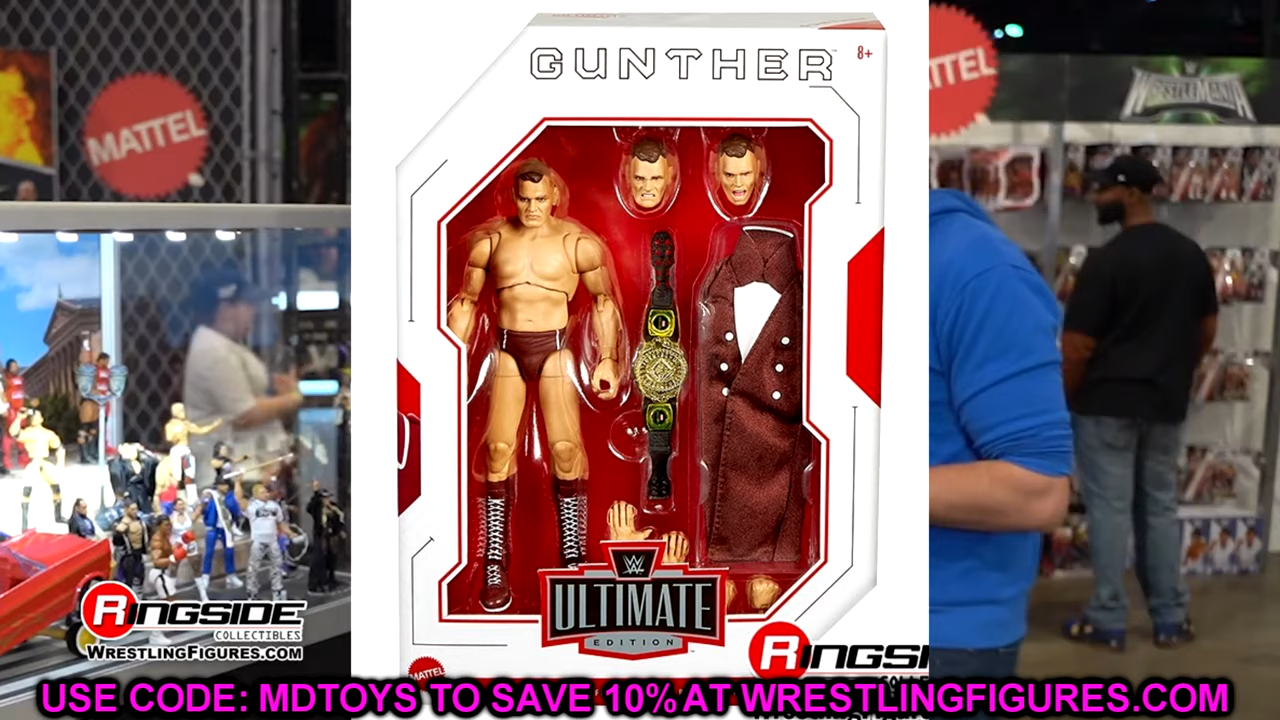 GUNTHER
8+
MATTEL
MATTEL
WRESTLEMANIA
W
ULTIMATE
EDITION
MATTEL
RINGSIDE
COLLECTIBLES
WRESTLINGFIGURES.COM
RINGSI
USE CODE: MDTOYS TO SAVE 10% AT WRESTLINGFIGURES.COM